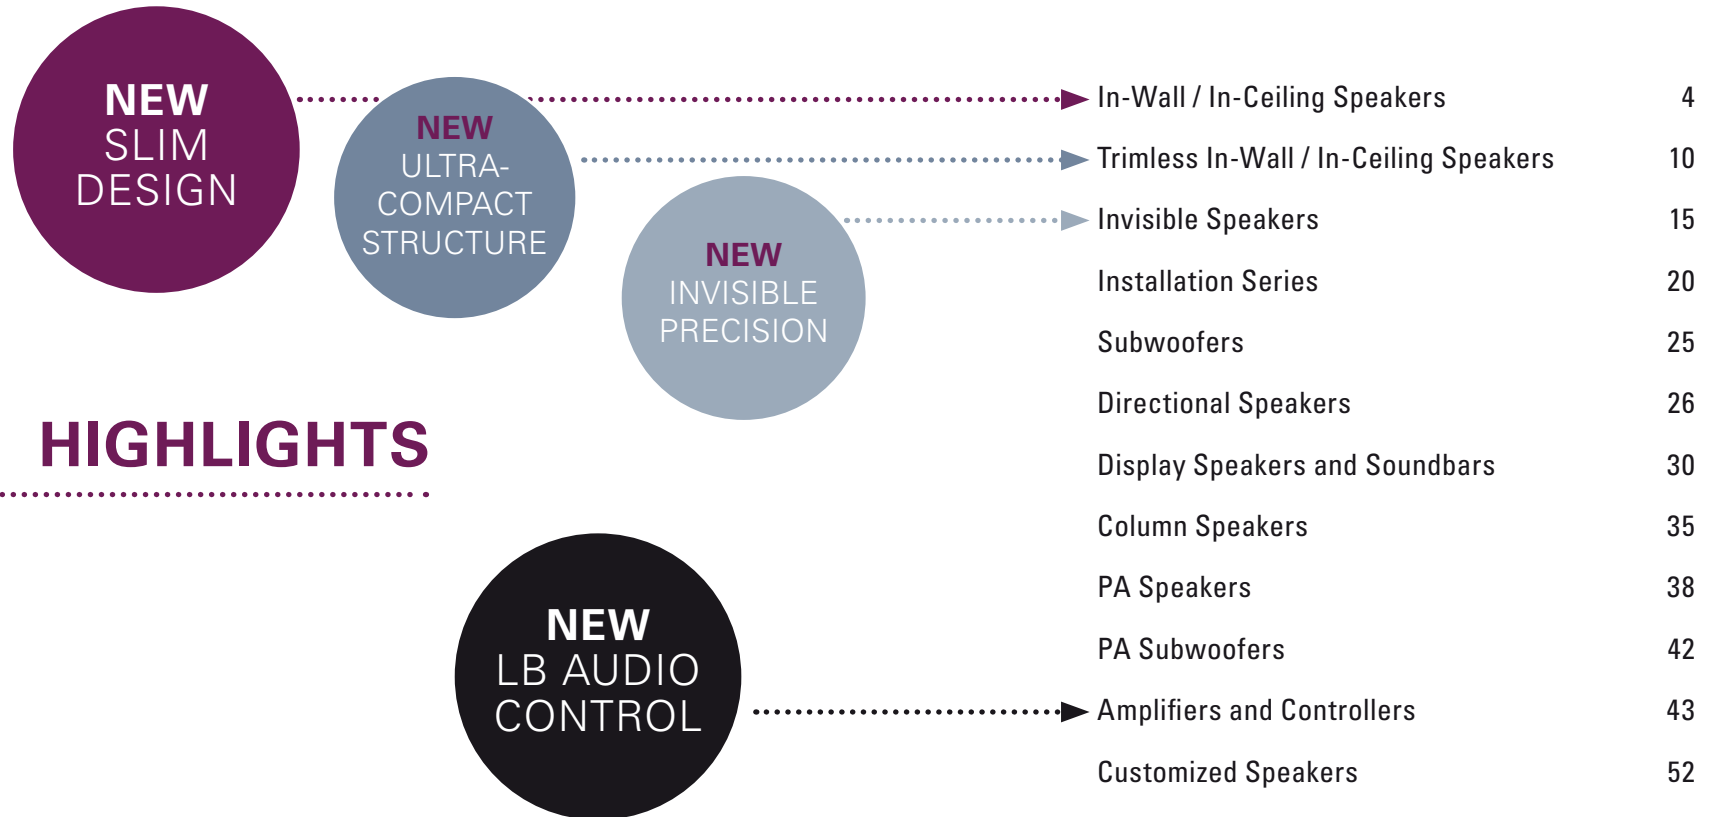 NEW
SLIM
DESIGN
NEW
ULTRA-
COMPACT
STRUCTURE
NEW
INVISIBLE
PRECISION
HIGHLIGHTS
NEW
LB AUDIO
CONTROL
In-Wall / In-Ceiling Speakers 4
Trimless In-Wall / In-Ceiling Speakers 10
Invisible Speakers 15
Installation Series 20
Subwoofers 25
Directional Speakers 26
Display Speakers and Soundbars 30
Column Speakers 35
PA Speakers 38
PA Subwoofers 42
Amplifiers and Controllers 43
Customized Speakers 52